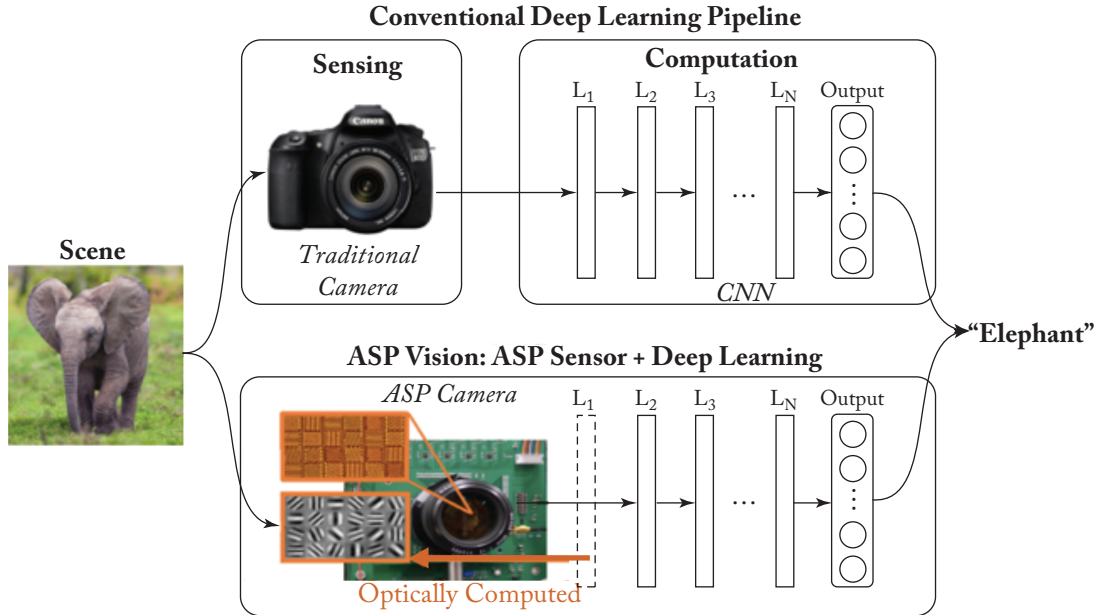 Conventional Deep Learning Pipeline
Sensing
Computation
Canon
L1
L2
L3
LN
Output
...
Traditional
Camera
CNN
Scene
"Elephant"
ASP Vision: ASP Sensor + Deep Learning
ASP Camera
L1
L2
L3
LN
Output
...
Optically Computed